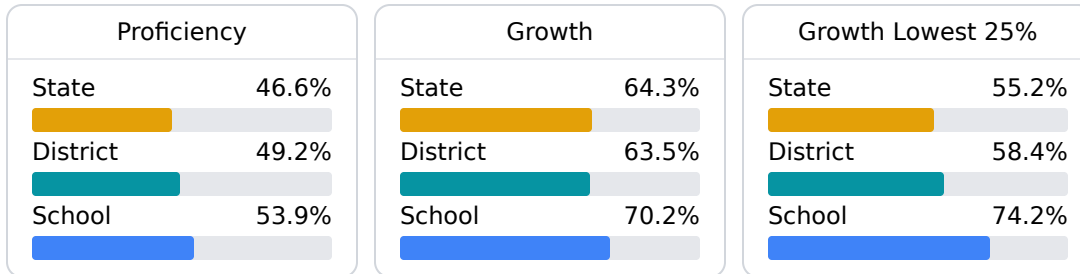 Proficiency
State 46.6%
District 49.2%
School 53.9%
Growth
State 64.3%
District 63.5%
School 70.2%
Growth Lowest 25%
State 55.2%
District 58.4%
School 74.2%